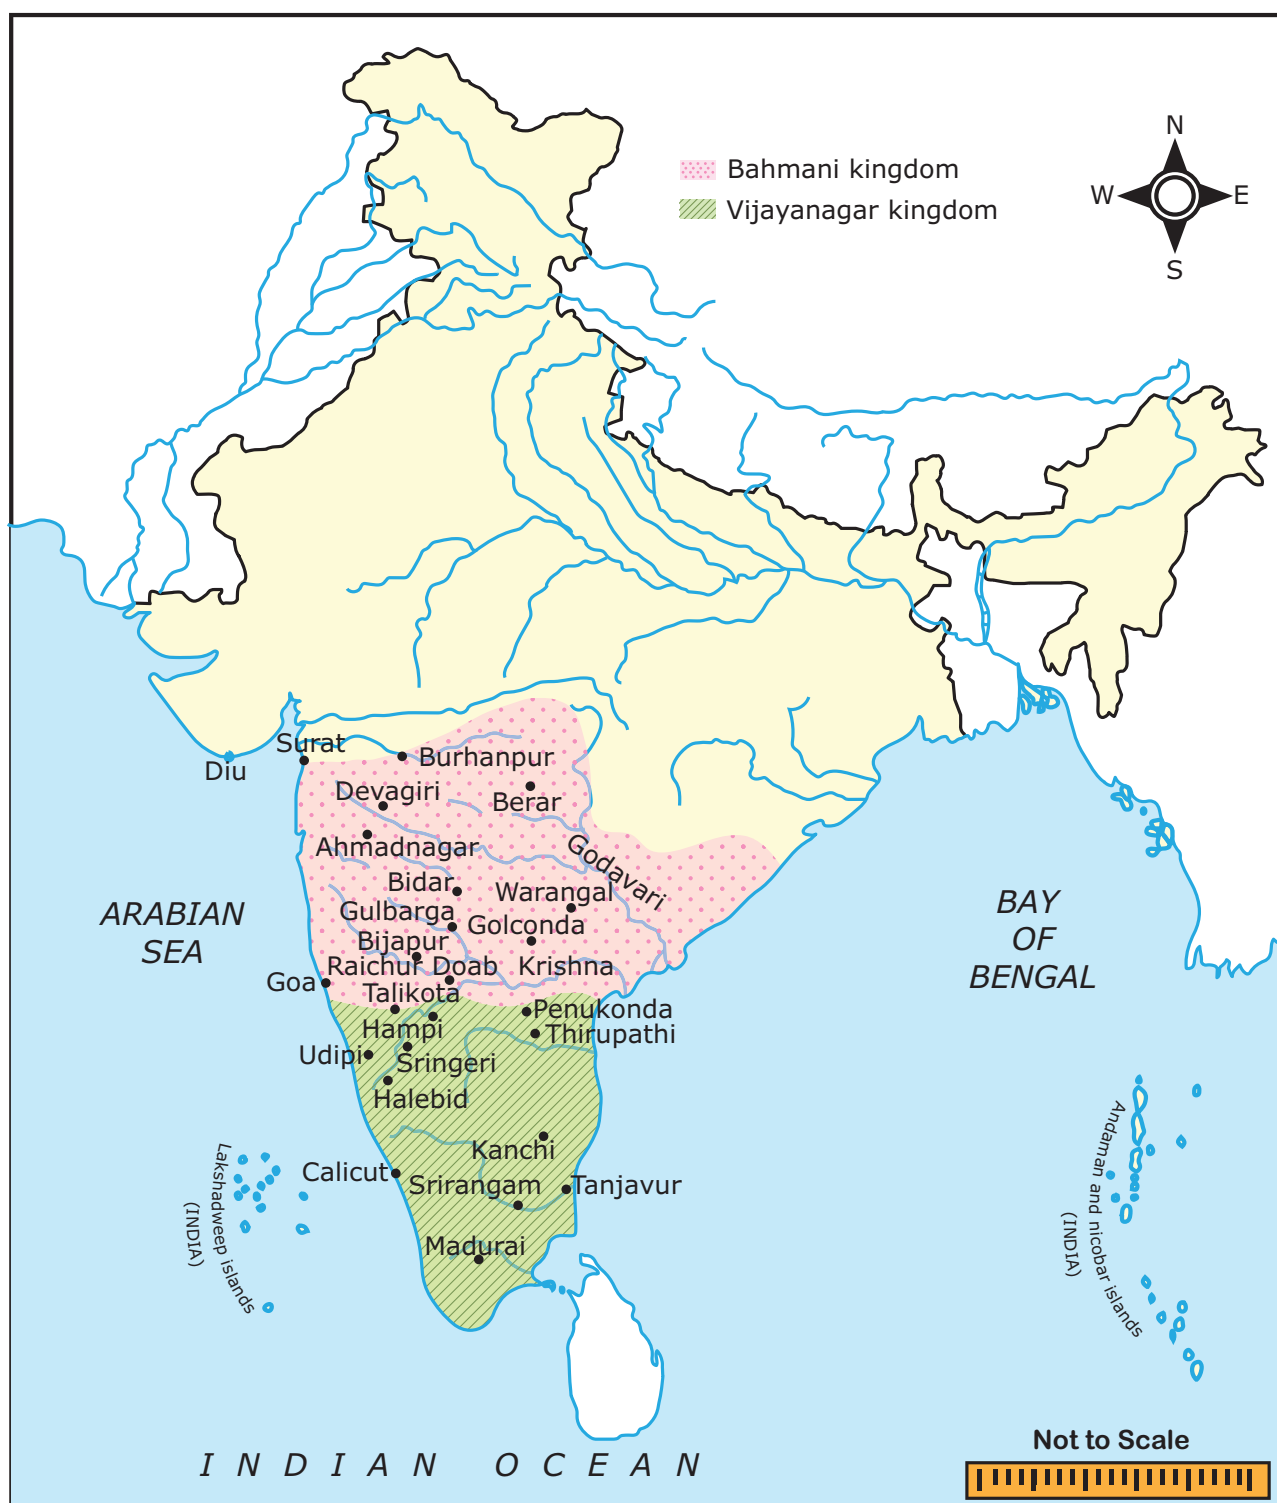 N
W
E
S
Bahmani kingdom
Vijayanagar kingdom
Surat
Diu
Burhanpur
Devagiri
Berar
Ahmadnagar
Godavari
Bidar
Warangal
Gulbarga
Golconda
Bijapur
Raichur Doab
Krishna
Goa
Talikota
Penukonda
Hampi
Thirupathi
Udipi
Sringeri
Halebid
Kanchi
Calicut
Srirangam
Tanjavur
Madurai
ARABIAN
SEA
BAY
OF
BENGAL
Lakshadweep islands
(INDIA)
Andaman and nicobar islands
(INDIA)
INDIAN OCEAN
Not to Scale